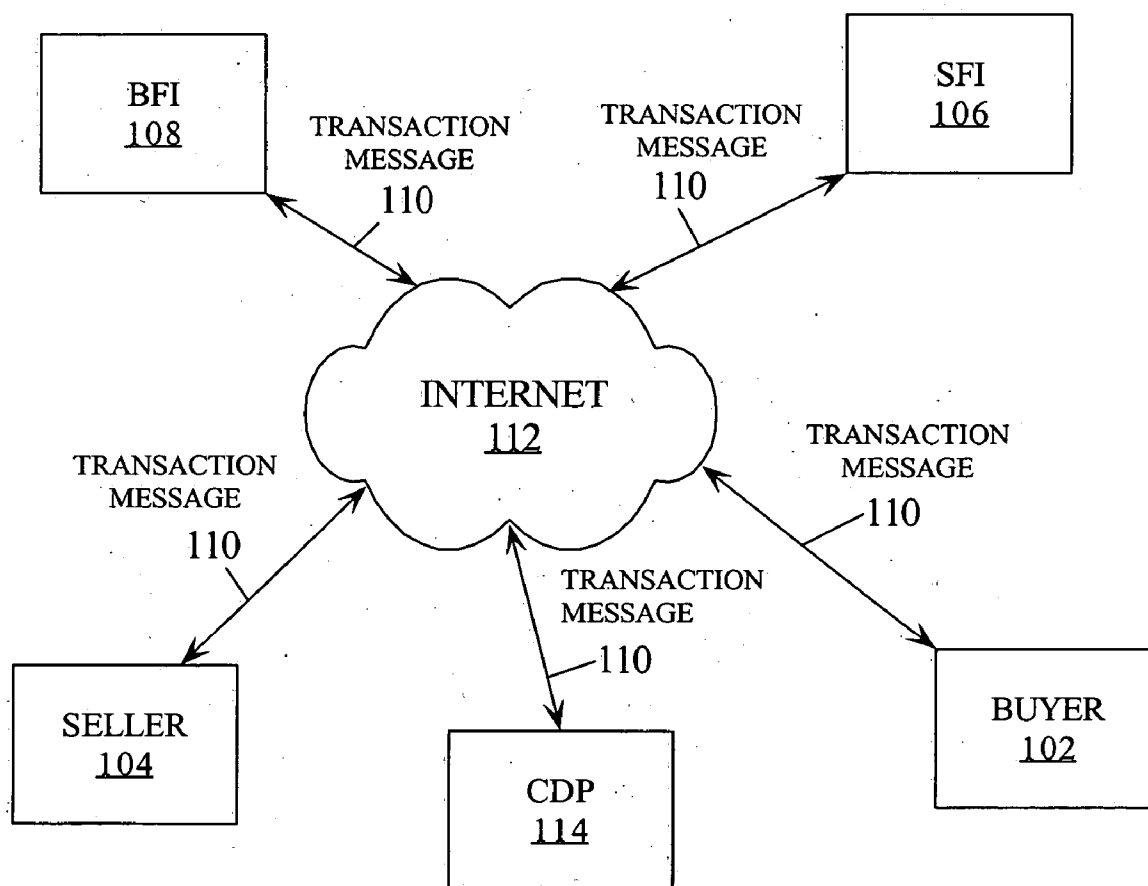 BFI
108
SFI
106
TRANSACTION
MESSAGE
110
TRANSACTION
MESSAGE
110
INTERNET
112
TRANSACTION
MESSAGE
110
TRANSACTION
MESSAGE
110
TRANSACTION
MESSAGE
110
SELLER
104
CDP
114
BUYER
102